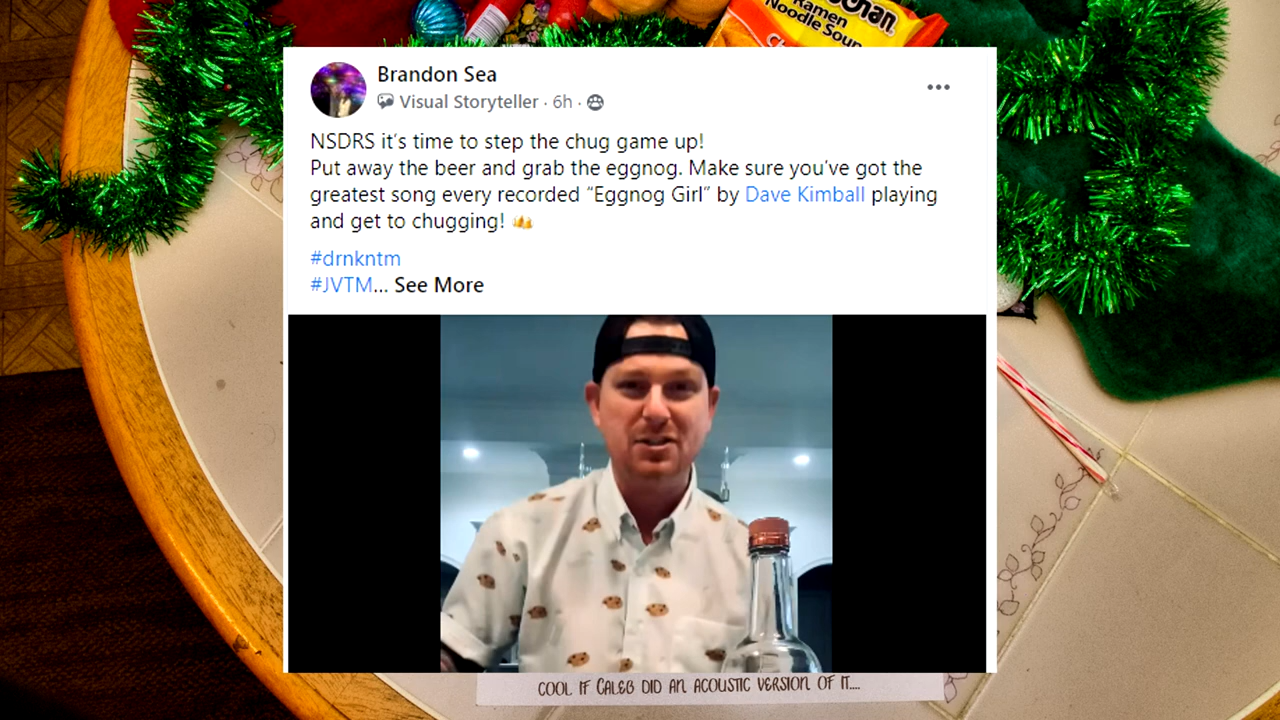 Ramen
Noodle Soup
Brandon Sea
Visual Storyteller · 6h ·
NSDRS it's time to step the chug game up!
Put away the beer and grab the eggnog. Make sure you've got the
greatest song every recorded “Eggnog Girl” by Dave Kimball playing
and get to chugging! 🍻
#drnkntm
#JVTM... See More
COOL IF CALEB DID AN ACOUSTIC VERSION OF IT....